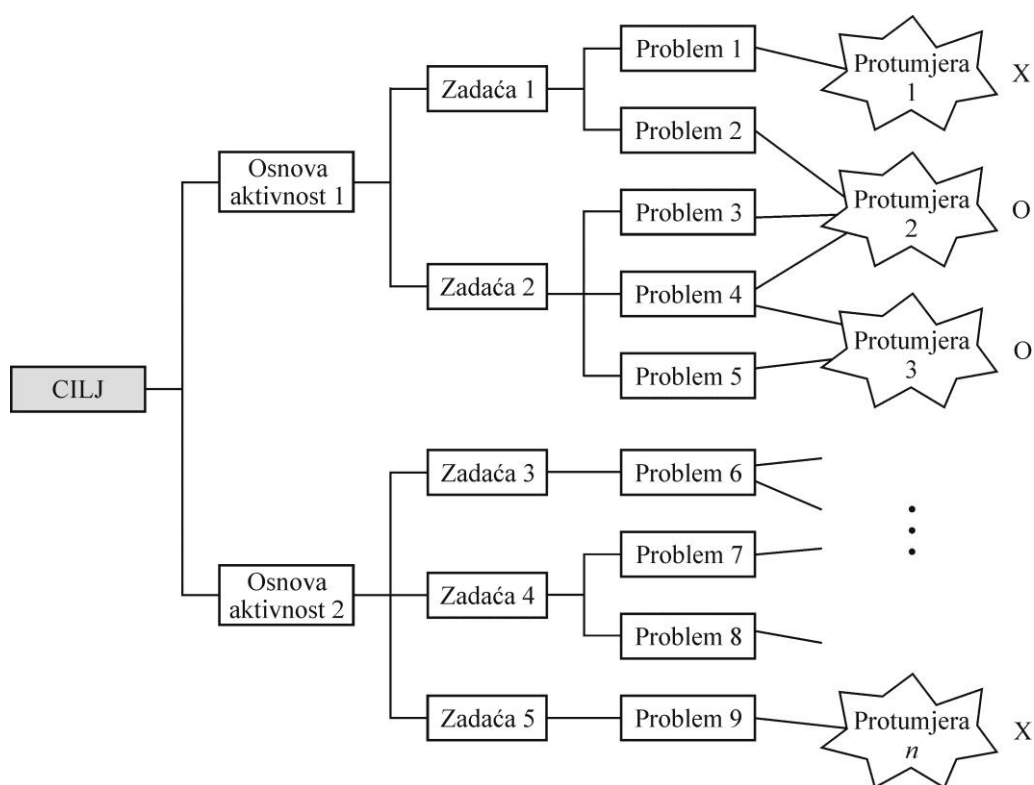 Problem 1
Protumjera
1
X
Zadaća 1
Problem 2
Osnova
aktivnost 1
Problem 3
Protumjera
2
O
Zadaća 2
Problem 4
Protumjera
3
O
Problem 5
CILJ
Zadaća 3
Problem 6
Problem 7
Osnova
aktivnost 2
Zadaća 4
Problem 8
Zadaća 5
Problem 9
Protumjera
n
X